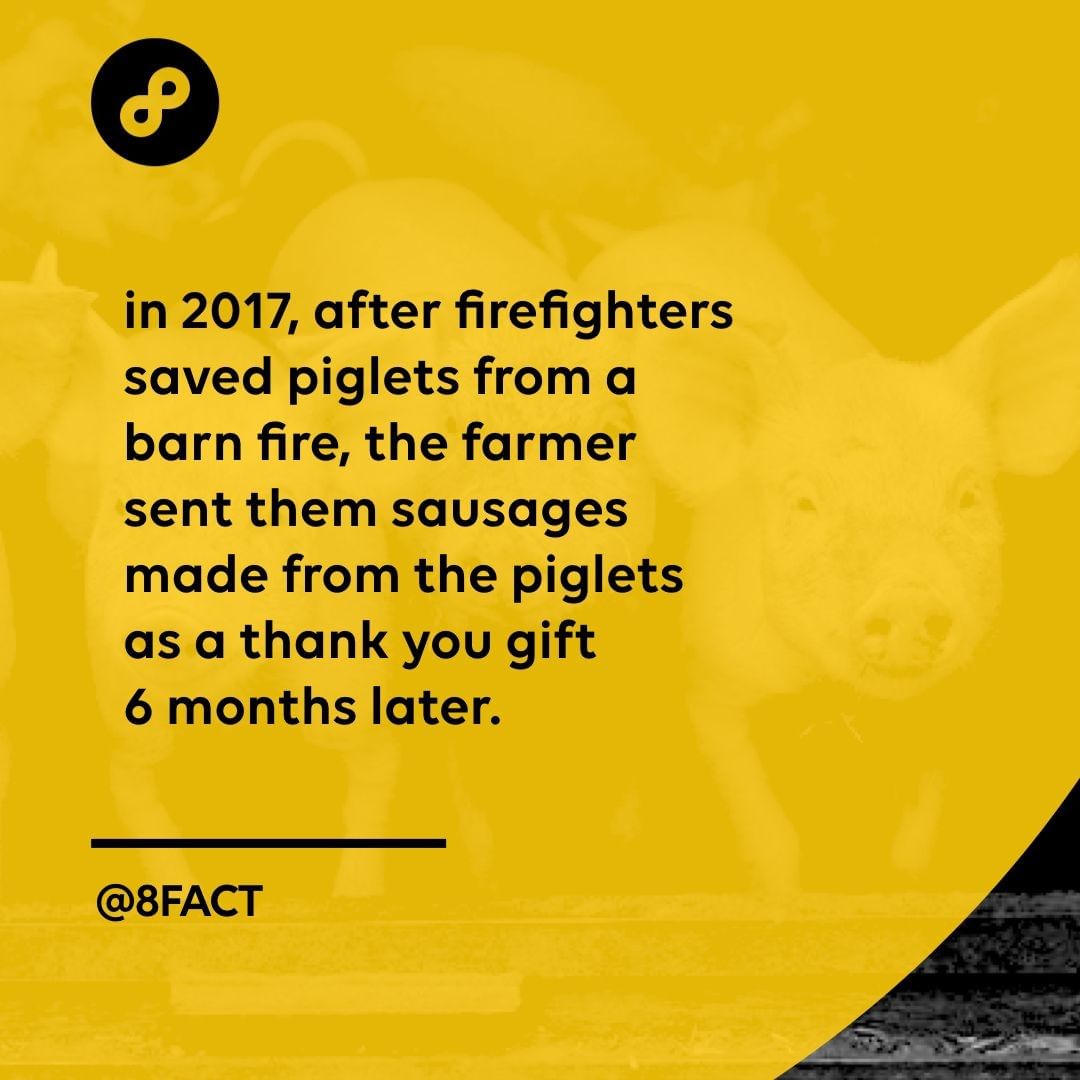 in 2017, after firefighters
saved piglets from a
barn fire, the farmer
sent them sausages
made from the piglets
as a thank you gift
6 months later.
@8FACT